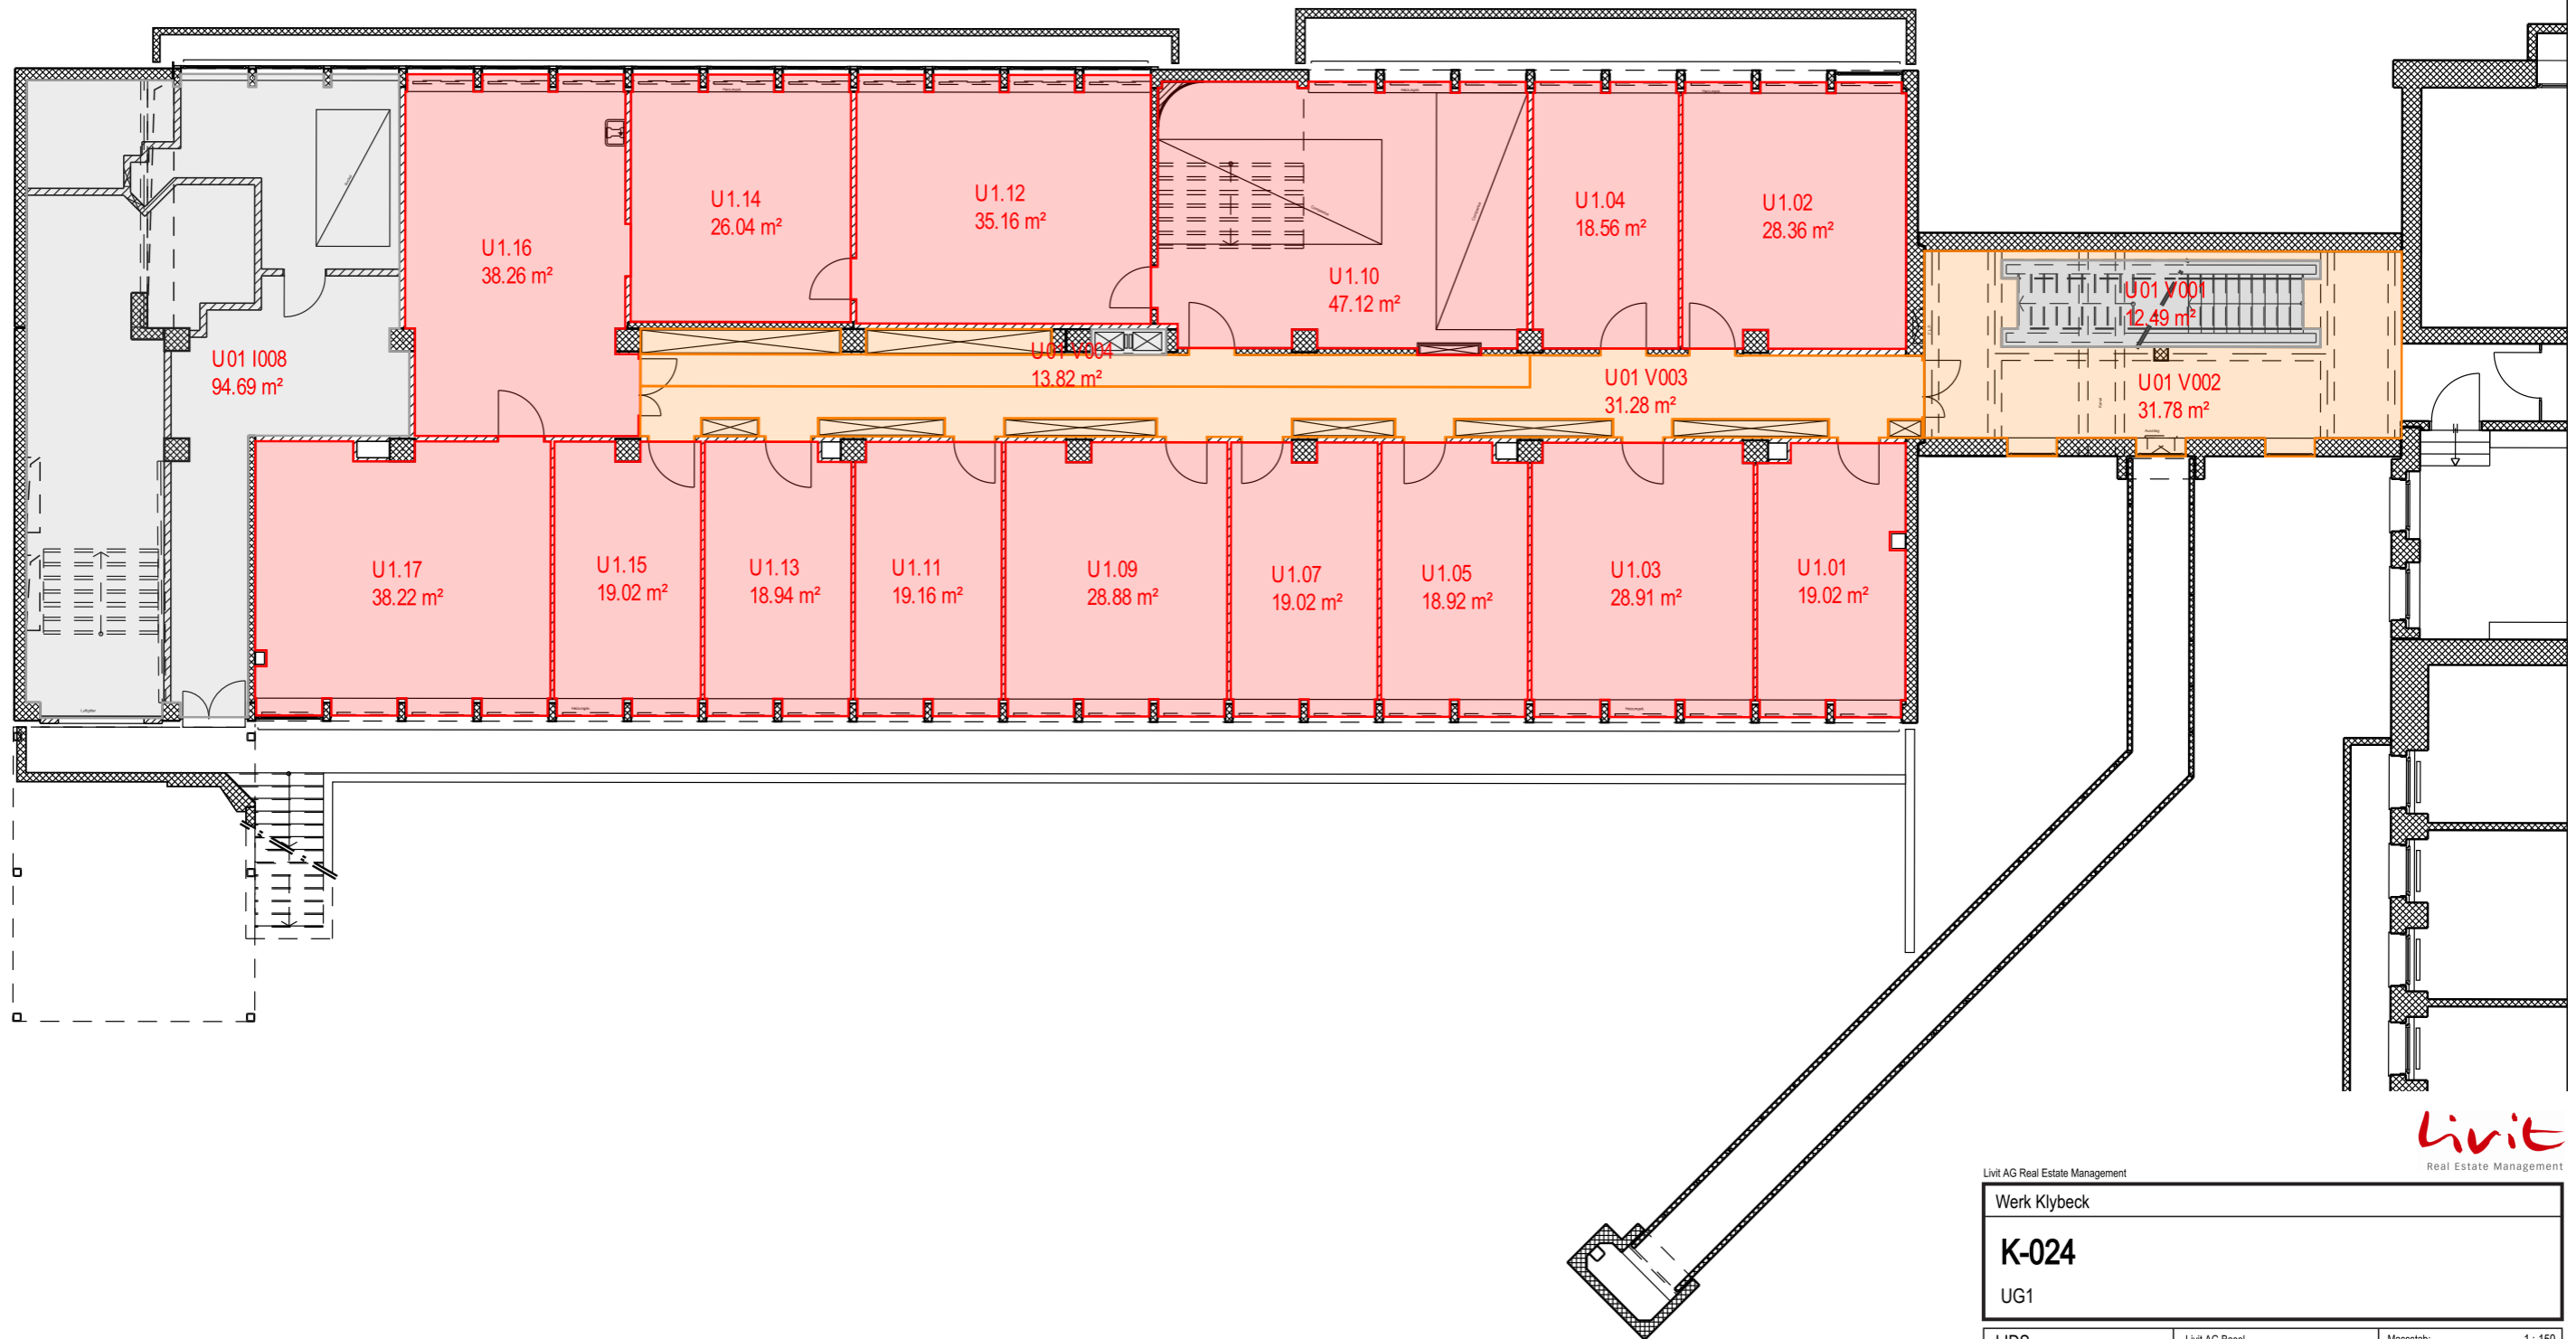 U1.16
38.26 m²
U1.14
26.04 m²
U1.12
35.16 m²
U1.10
47.12 m²
U1.04
18.56 m²
U1.02
28.36 m²
U01 I008
94.69 m²
U01 V004
13.82 m²
U01 V003
31.28 m²
U01 V001
12.49 m²
U01 V002
31.78 m²
U1.17
38.22 m²
U1.15
19.02 m²
U1.13
18.94 m²
U1.11
19.16 m²
U1.09
28.88 m²
U1.07
19.02 m²
U1.05
18.92 m²
U1.03
28.91 m²
U1.01
19.02 m²
Livit
Real Estate Management
Livit AG Real Estate Management
Werk Klybeck
K-024
UG1